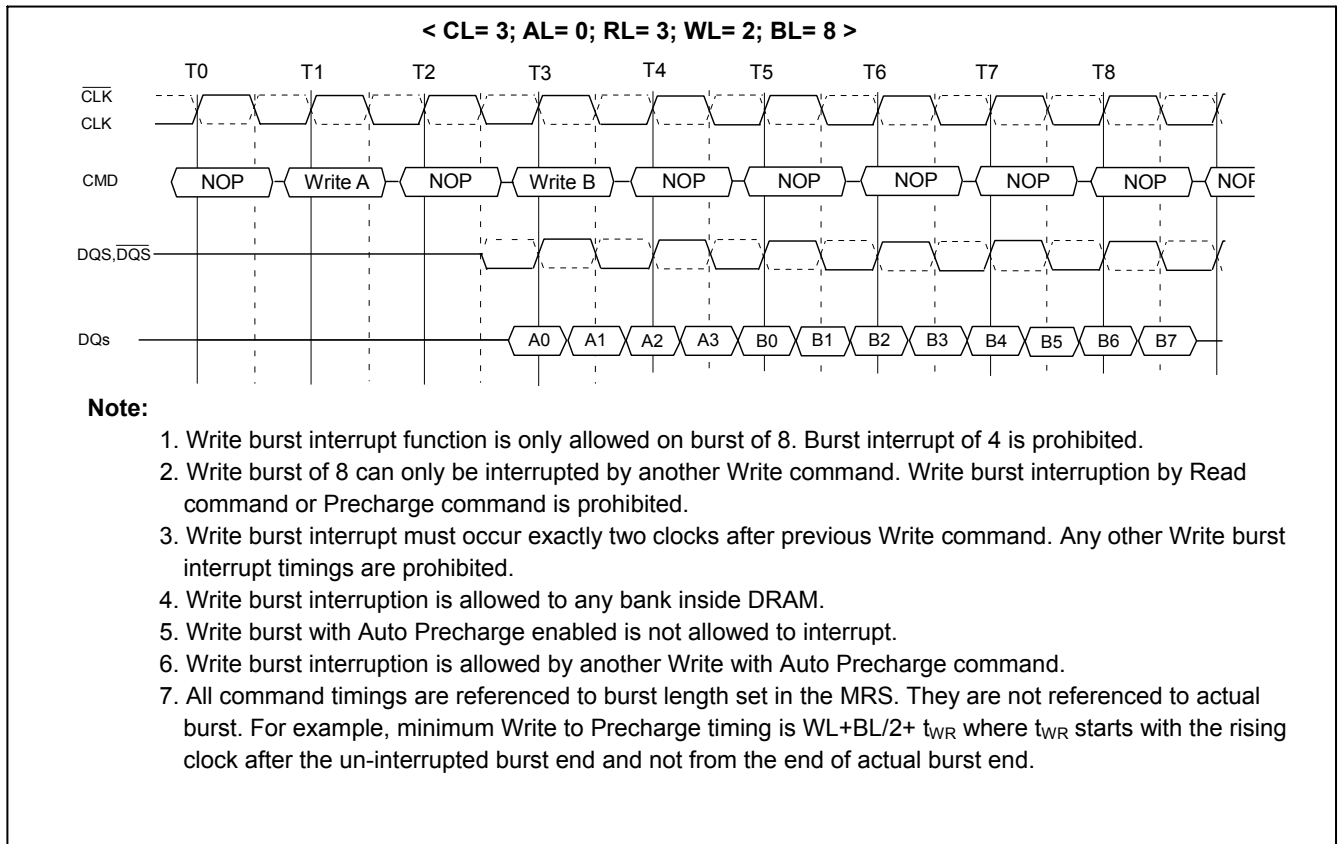 < CL= 3; AL= 0; RL= 3; WL= 2; BL= 8 >
T0 T1 T2 T3 T4 T5 T6 T7 T8
CLK
CLK
CMD NOP Write A NOP Write B NOP NOP NOP NOP NOP NOP
DQS,DQS
DQs A0 A1 A2 A3 B0 B1 B2 B3 B4 B5 B6 B7
Note:
1. Write burst interrupt function is only allowed on burst of 8. Burst interrupt of 4 is prohibited.
2. Write burst of 8 can only be interrupted by another Write command. Write burst interruption by Read
command or Precharge command is prohibited.
3. Write burst interrupt must occur exactly two clocks after previous Write command. Any other Write burst
interrupt timings are prohibited.
4. Write burst interruption is allowed to any bank inside DRAM.
5. Write burst with Auto Precharge enabled is not allowed to interrupt.
6. Write burst interruption is allowed by another Write with Auto Precharge command.
7. All command timings are referenced to burst length set in the MRS. They are not referenced to actual
burst. For example, minimum Write to Precharge timing is WL+BL/2+ tWR where tWR starts with the rising
clock after the un-interrupted burst end and not from the end of actual burst end.